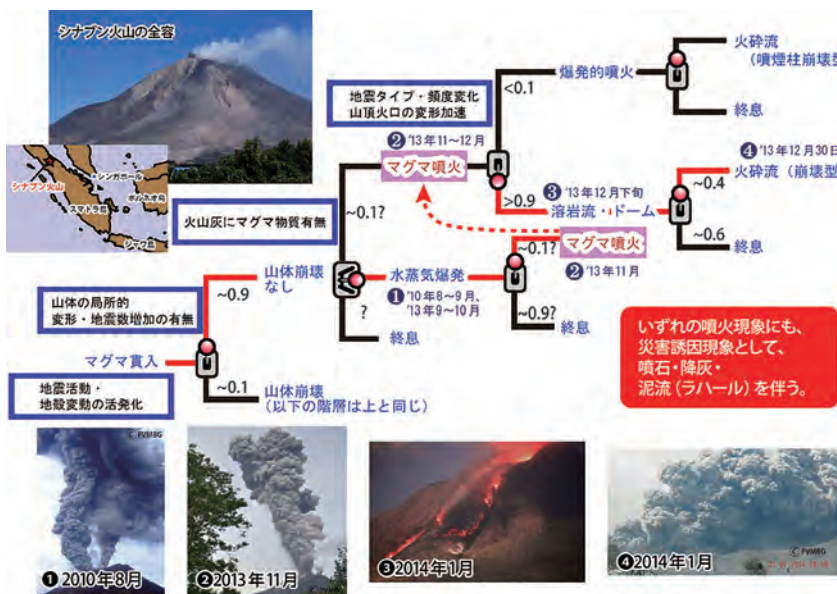 シナブン火山の全容
シンガポール
シナブン火山
スマトラ島
ボルネオ島
ジャワ島
地震タイプ・頻度変化
山頂火口の変形加速
火山灰にマグマ物質有無
山体の局所的
変形・地震数増加の有無
地震活動・
地殻変動の活発化
マグマ貫入
~0.9
山体崩壊
なし
~0.1
山体崩壊
(以下の階層は上と同じ)
~0.1?
❷ '13年11~12月
マグマ噴火
水蒸気爆発
❶ '10年8~9月、
'13年9~10月
?
終息
<0.1
爆発的噴火
火砕流
(噴煙柱崩壊型
終息
>0.9
❸ '13年12月下旬
溶岩流・ドーム
❹ '13年12月30日
~0.4
火砕流(崩壊型
~0.6
終息
~0.1?
マグマ噴火
❷ '13年11月
~0.9?
終息
いずれの噴火現象にも、
災害誘因現象として、
噴石・降灰・
泥流(ラハール)を伴う。
© PVMBG
❶2010年8月
❷2013年11月
❸2014年1月
© PVMBG
❹2014年1月